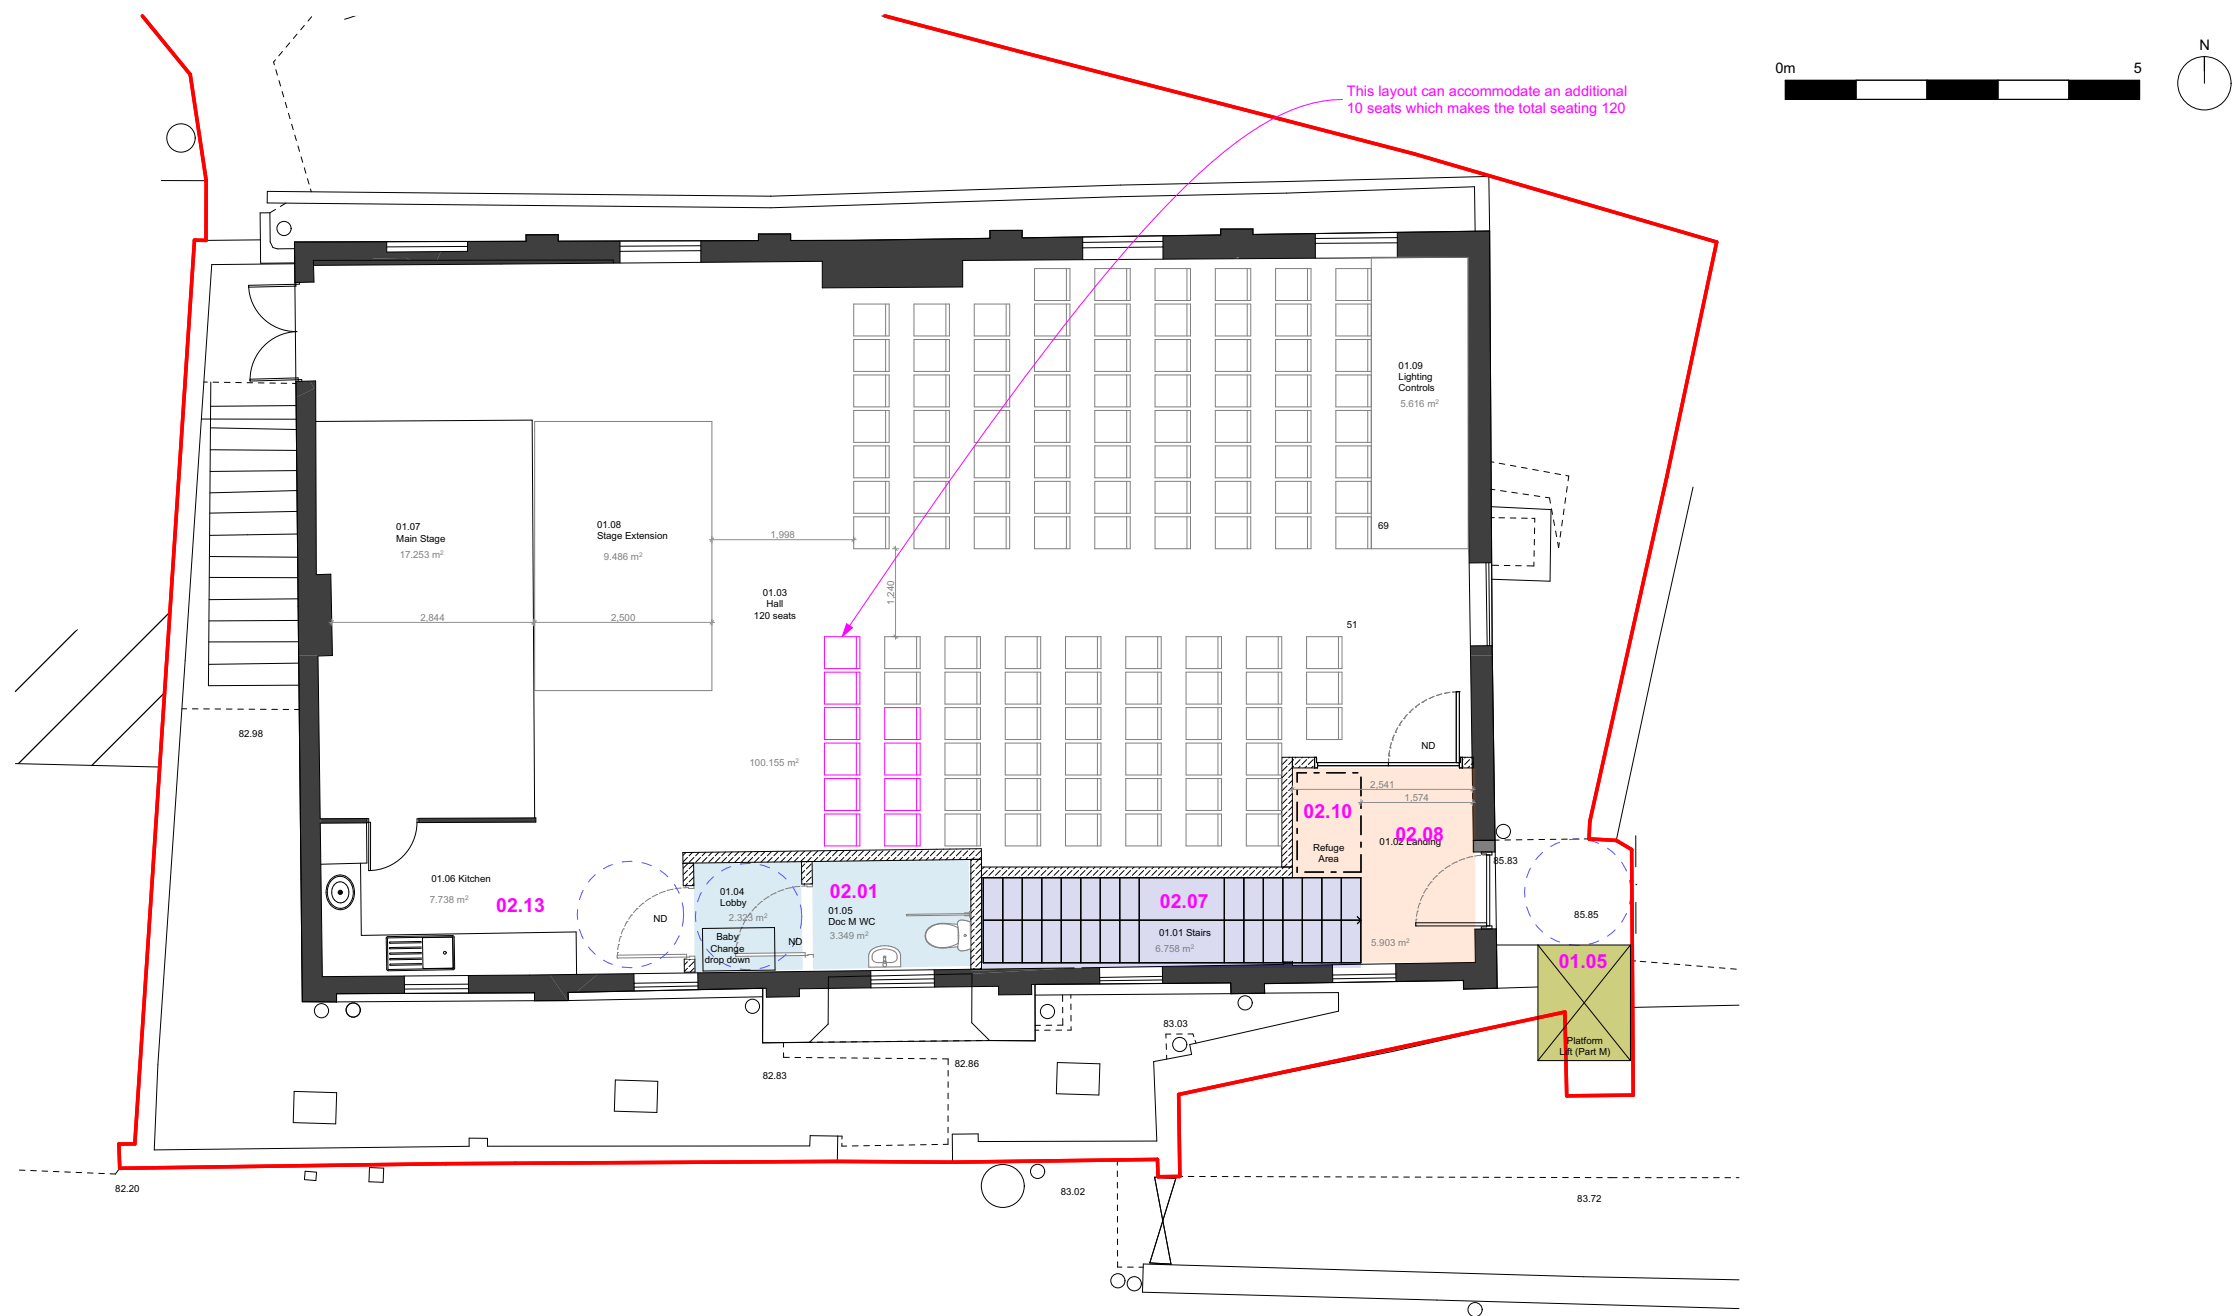 N
0m
5
This layout can accommodate an additional
10 seats which makes the total seating 120
01.09
Lighting
Controls
5.616 m²
01.07
Main Stage
17.253 m²
01.08
Stage Extension
9.486 m²
1,998
69
1,240
01.03
Hall
120 seats
2,844
2,500
51
82.98
100.155 m²
ND
2,541
1,574
02.10
02.08
01.02 Landing
Refuge
Area
85.83
01.06 Kitchen
7.738 m²
02.13
ND
01.04
Lobby
2.323 m²
Baby
Change
drop down
ND
02.01
01.05
Doc M WC
3.349 m²
02.07
01.01 Stairs
6.758 m²
5.903 m²
85.85
01.05
Platform
Lift (Part M)
83.03
82.83
82.86
82.20
83.02
83.72